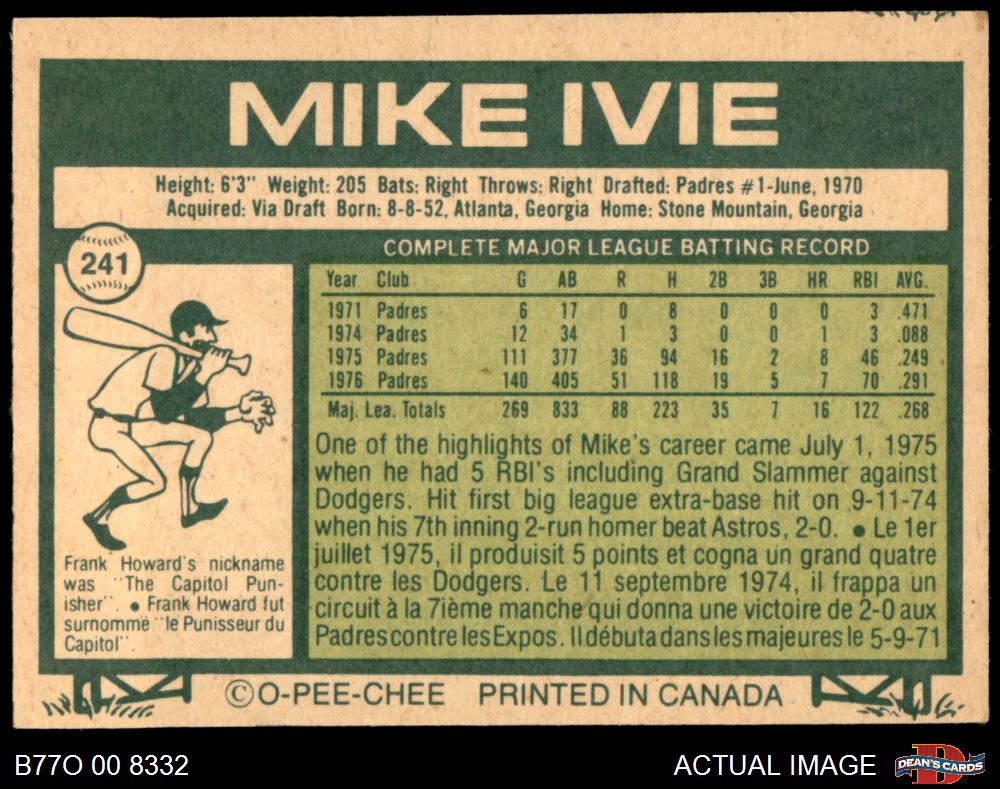 MIKE IVIE
Height: 6'3" Weight: 205 Bats: Right Throws: Right Drafted: Padres #1-June, 1970
Acquired: Via Draft Born: 8-8-52, Atlanta, Georgia Home: Stone Mountain, Georgia
241
COMPLETE MAJOR LEAGUE BATTING RECORD
Year Club G AB R H 2B 3B HR RBI AVG.
1971 Padres 6 17 0 8 0 0 0 3 .471
1974 Padres 12 34 1 3 0 0 1 3 .088
1975 Padres 111 377 36 94 16 2 8 46 .249
1976 Padres 140 405 51 118 19 5 7 70 .291
Maj. Lea. Totals 269 833 88 223 35 7 16 122 .268
One of the highlights of Mike's career came July 1, 1975
when he had 5 RBI's including Grand Slammer against
Dodgers. Hit first big league extra-base hit on 9-11-74
when his 7th inning 2-run homer beat Astros, 2-0. ● Le 1er
juillet 1975, il produisit 5 points et cogna un grand quatre
contre les Dodgers. Le 11 septembre 1974, il frappa un
circuit à la 7ième manche qui donna une victoire de 2-0 aux
Padres contre les Expos. Il débuta dans les majeures le 5-9-71
Frank Howard's nickname
was "The Capitol Pun-
isher". ● Frank Howard fut
surnommé "le Punisseur du
Capitol".
©O-PEE-CHEE PRINTED IN CANADA
B77O 00 8332
ACTUAL IMAGE
DEAN'S CARDS